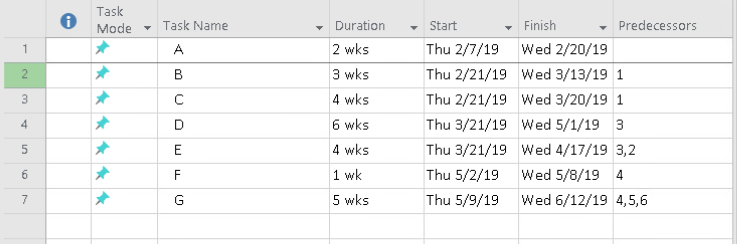 i Task Mode Task Name Duration Start Finish Predecessors
1 A 2 wks Thu 2/7/19 Wed 2/20/19
2 B 3 wks Thu 2/21/19 Wed 3/13/19 1
3 C 4 wks Thu 2/21/19 Wed 3/20/19 1
4 D 6 wks Thu 3/21/19 Wed 5/1/19 3
5 E 4 wks Thu 3/21/19 Wed 4/17/19 3,2
6 F 1 wk Thu 5/2/19 Wed 5/8/19 4
7 G 5 wks Thu 5/9/19 Wed 6/12/19 4,5,6